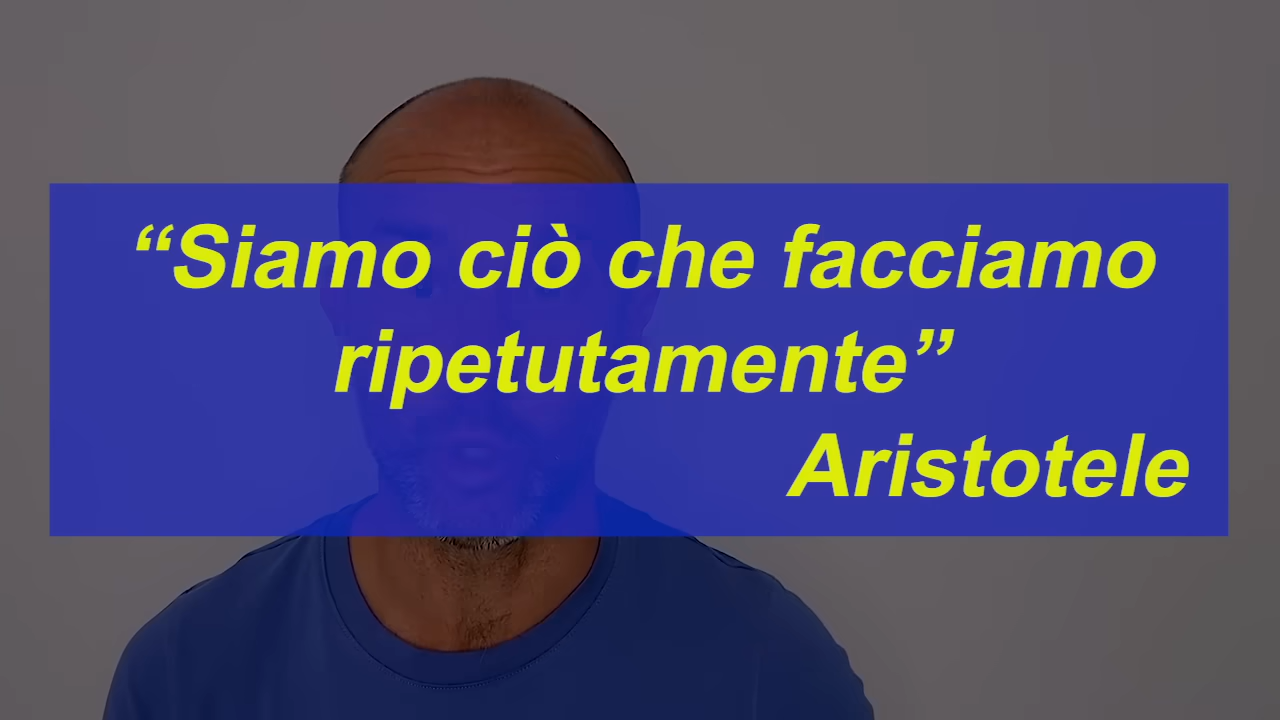 “Siamo ciò che facciamo
ripetutamente”
Aristotele